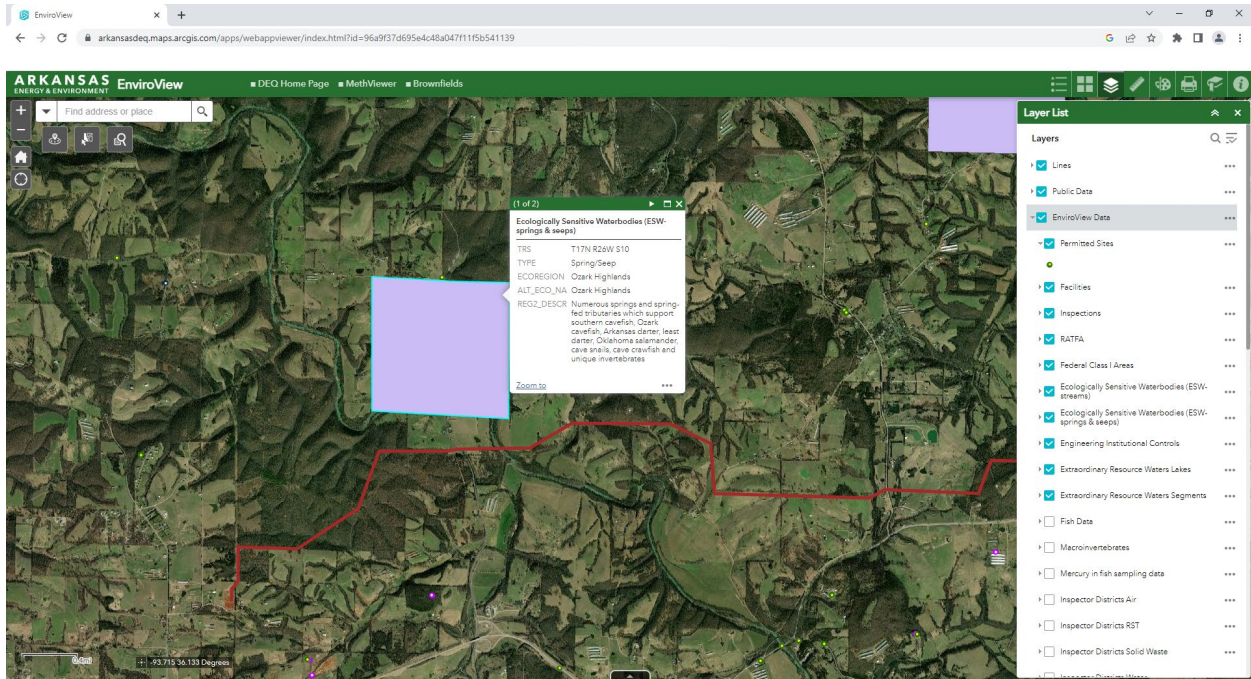 EnviroView
arkansasdeq.maps.arcgis.com/apps/webappviewer/index.html?id=96a9f37d695e4c48a047f11f5b541139
ARKANSAS
ENERGY & ENVIRONMENT
EnviroView
DEQ Home Page
MethViewer
Brownfields
Find address or place
(1 of 2)
Ecologically Sensitive Waterbodies (ESW-
springs & seeps)
TRS T17N R26W S10
TYPE Spring/Seep
ECOREGION Ozark Highlands
ALT_ECO_NA Ozark Highlands
REG2_DESCR Numerous springs and spring-
fed tributaries which support
southern cavefish, Ozark
cavefish, Arkansas darter, least
darter, Oklahoma salamander,
cave snails, cave crawfish and
unique invertebrates
Zoom to
Layer List
Layers
Lines
Public Data
EnviroView Data
Permitted Sites
Facilities
Inspections
RATFA
Federal Class I Areas
Ecologically Sensitive Waterbodies (ESW-
streams)
Ecologically Sensitive Waterbodies (ESW-
springs & seeps)
Engineering Institutional Controls
Extraordinary Resource Waters Lakes
Extraordinary Resource Waters Segments
Fish Data
Macroinvertebrates
Mercury in fish sampling data
Inspector Districts Air
Inspector Districts RST
Inspector Districts Solid Waste
Inspector Districts Water
-93.715 36.133 Degrees